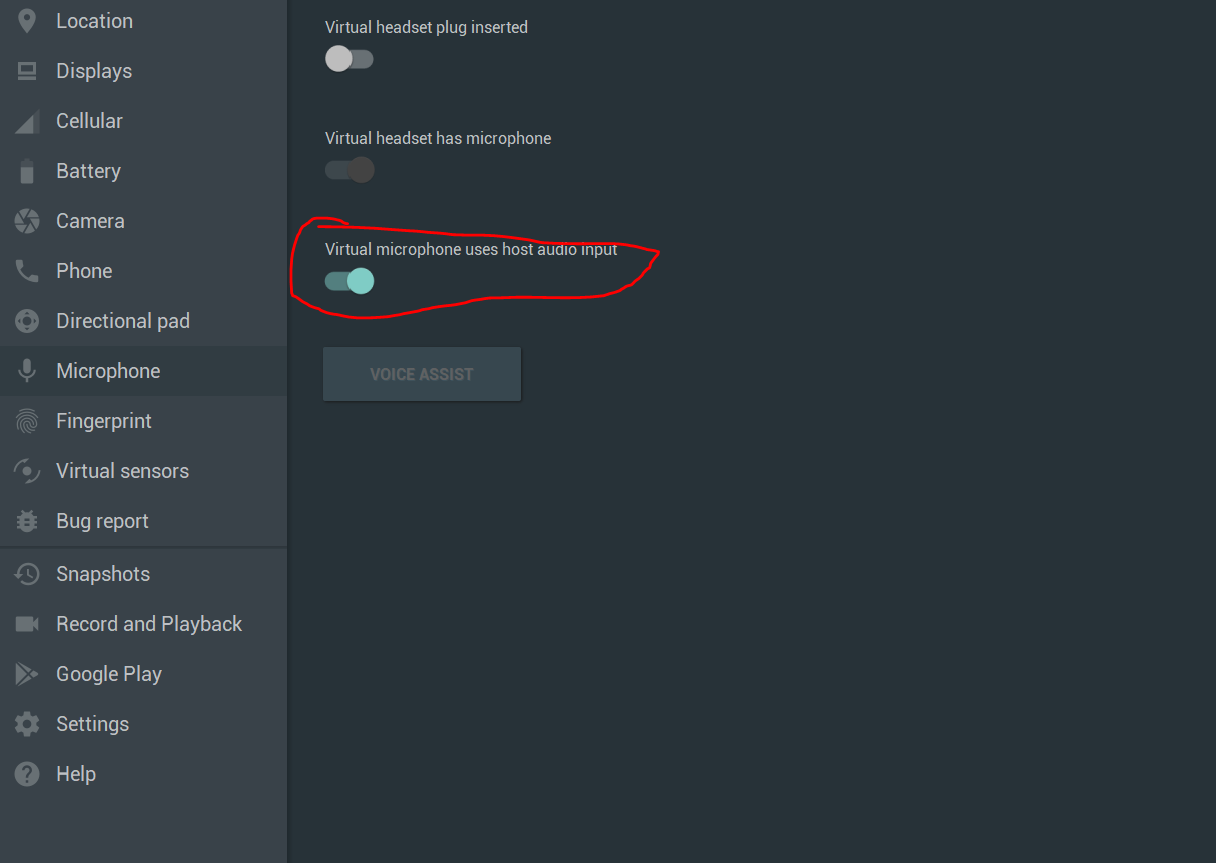 Location
Displays
Cellular
Battery
Camera
Phone
Directional pad
Microphone
Fingerprint
Virtual sensors
Bug report
Snapshots
Record and Playback
Google Play
Settings
Help
Virtual headset plug inserted
Virtual headset has microphone
Virtual microphone uses host audio input
VOICE ASSIST